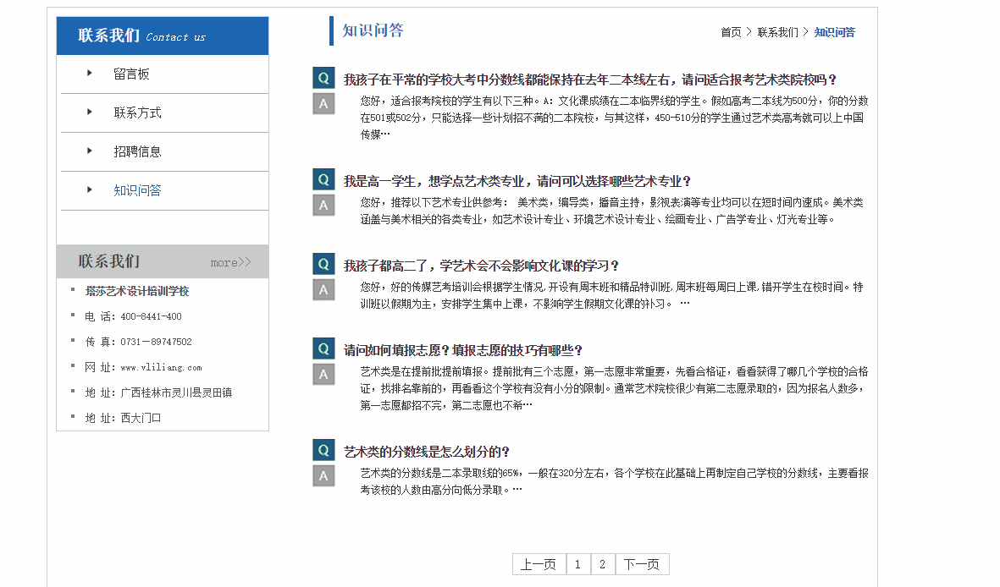 联系我们 Contact us
留言板
联系方式
招聘信息
知识问答
联系我们 more>>
塔莎艺术设计培训学校
电 话：400-8441-400
传 真：0731－89747502
网 址：www.vliliang.com
地 址：广西桂林市灵川县灵田镇
地 址：西大门口
知识问答
首页 > 联系我们 > 知识问答
Q 我孩子在平常的学校大考中分数线都能保持在去年二本线左右，请问适合报考艺术类院校吗？
A 您好，适合报考院校的学生有以下三种。A：文化课成绩在二本临界线的学生。假如高考二本线为500分，你的分数
在501或502分，只能选择一些计划招不满的二本院校，与其这样，450-510分的学生通过艺术类高考就可以上中国
传媒…
Q 我是高一学生，想学点艺术类专业，请问可以选择哪些艺术专业？
A 您好，推荐以下艺术专业供参考： 美术类，编导类，播音主持，影视表演等专业均可以在短时间内速成。美术类
涵盖与美术相关的各类专业，如艺术设计专业、环境艺术设计专业、绘画专业、广告学专业、灯光专业等。
Q 我孩子都高二了，学艺术会不会影响文化课的学习？
A 您好，好的传媒艺考培训会根据学生情况,开设有周末班和精品特训班,周末班每周日上课,错开学生在校时间。特
训班以假期为主，安排学生集中上课，不影响学生假期文化课的补习。 …
Q 请问如何填报志愿？填报志愿的技巧有哪些？
A 艺术类是在提前批提前填报。提前批有三个志愿，第一志愿非常重要，先看合格证，看看获得了哪几个学校的合格
证，找排名靠前的，再看看这个学校有没有小分的限制。通常艺术院校很少有第二志愿录取的，因为报名人数多，
第一志愿都招不完，第二志愿也不希…
Q 艺术类的分数线是怎么划分的？
A 艺术类的分数线是二本录取线的65%，一般在320分左右，各个学校在此基础上再制定自己学校的分数线，主要看报
考该校的人数由高分向低分录取。…
上一页 1 2 下一页